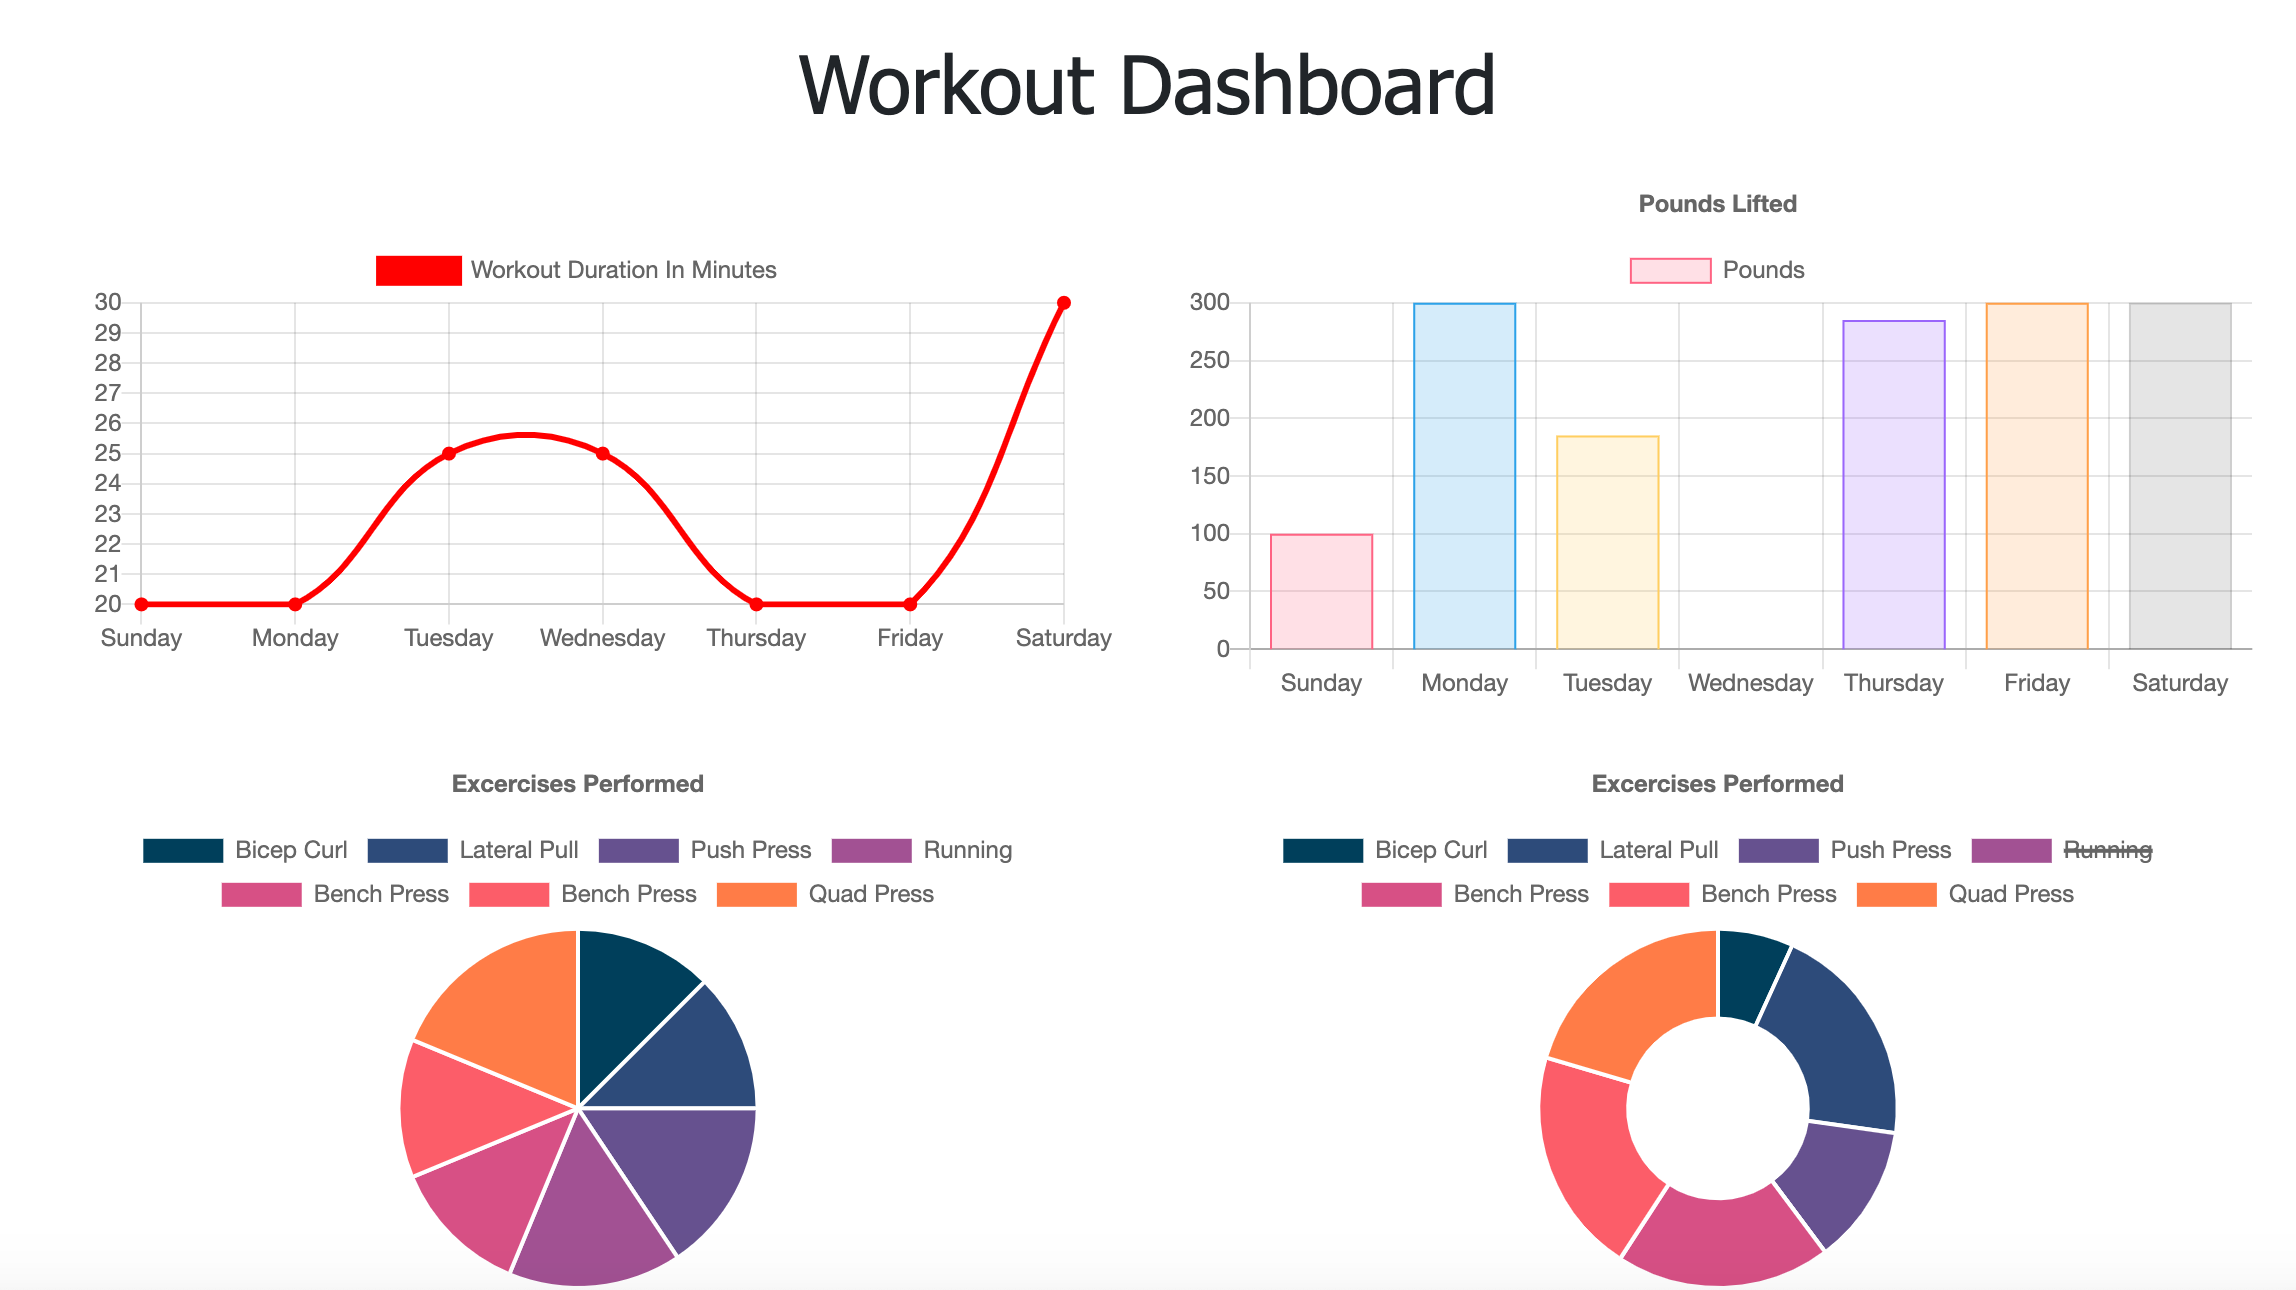 Workout Dashboard
Workout Duration In Minutes
30
29
28
27
26
25
24
23
22
21
20
Sunday Monday Tuesday Wednesday Thursday Friday Saturday
Pounds Lifted
Pounds
300
250
200
150
100
50
0
Sunday Monday Tuesday Wednesday Thursday Friday Saturday
Excercises Performed
Bicep Curl Lateral Pull Push Press Running
Bench Press Bench Press Quad Press
Excercises Performed
Bicep Curl Lateral Pull Push Press Running
Bench Press Bench Press Quad Press